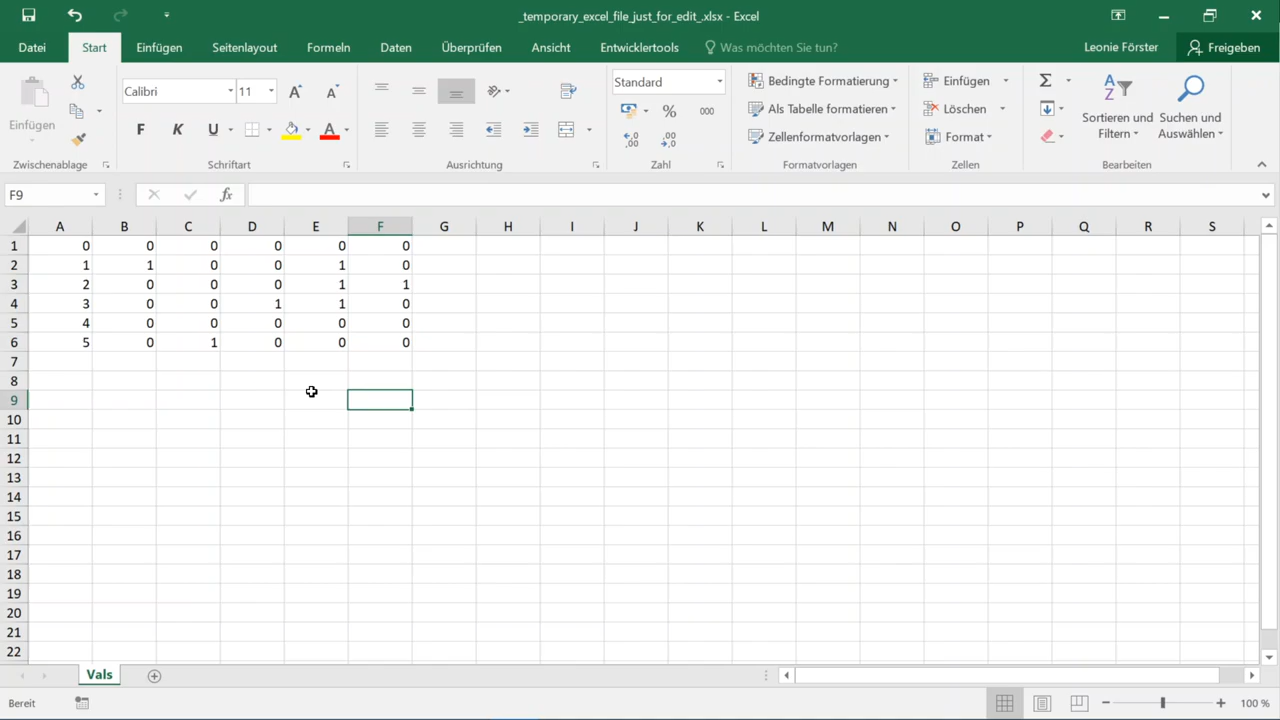 _temporary_excel_file_just_for_edit_.xlsx - Excel
Datei Start Einfügen Seitenlayout Formeln Daten Überprüfen Ansicht Entwicklertools Was möchten Sie tun? Leonie Förster Freigeben
Einfügen
Zwischenablage
Calibri 11
F K U A
Schriftart
Ausrichtung
Standard
% 000
Zahl
Bedingte Formatierung
Als Tabelle formatieren
Zellenformatvorlagen
Formatvorlagen
Einfügen
Löschen
Format
Zellen
Sortieren und Filtern
Suchen und Auswählen
Bearbeiten
F9 fx
A B C D E F G H I J K L M N O P Q R S
1 0 0 0 0 0 0
2 1 1 0 0 1 0
3 2 0 0 0 1 1
4 3 0 0 1 1 0
5 4 0 0 0 0 0
6 5 0 1 0 0 0
7
8
9
10
11
12
13
14
15
16
17
18
19
20
21
22
Vals
Bereit 100 %